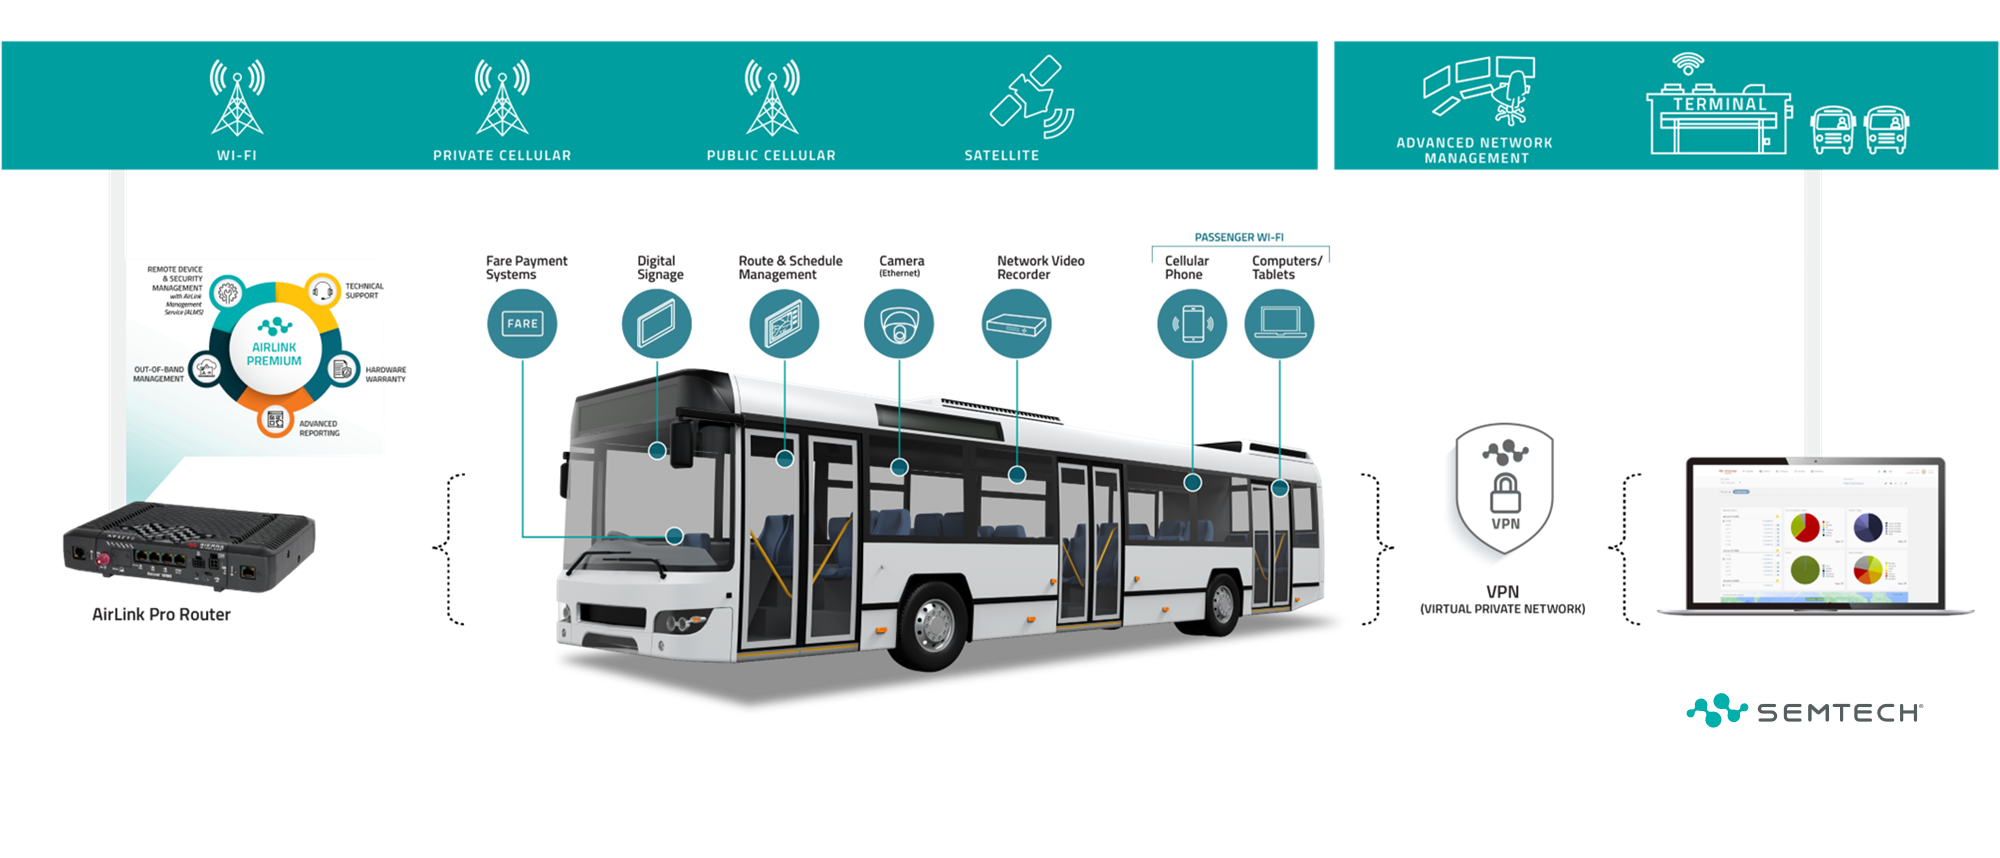 WI-FI
PRIVATE CELLULAR
PUBLIC CELLULAR
SATELLITE
ADVANCED NETWORK
MANAGEMENT
TERMINAL
REMOTE DEVICE
& SECURITY
MANAGEMENT
with AirLink
Management
Service (ALMS)
TECHNICAL
SUPPORT
AIRLINK
PREMIUM
OUT-OF-BAND
MANAGEMENT
HARDWARE
WARRANTY
ADVANCED
REPORTING
AirLink Pro Router
Fare Payment
Systems
FARE
Digital
Signage
Route & Schedule
Management
Camera
(Ethernet)
Network Video
Recorder
PASSENGER WI-FI
Cellular
Phone
Computers/
Tablets
VPN
VPN
(VIRTUAL PRIVATE NETWORK)
SEMTECH